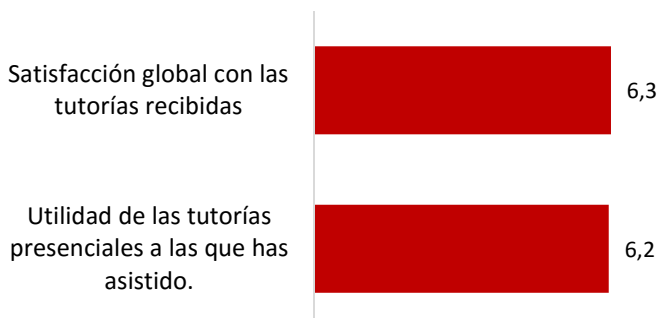 Satisfacción global con las
tutorías recibidas
6,3
Utilidad de las tutorías
presenciales a las que has
asistido.
6,2